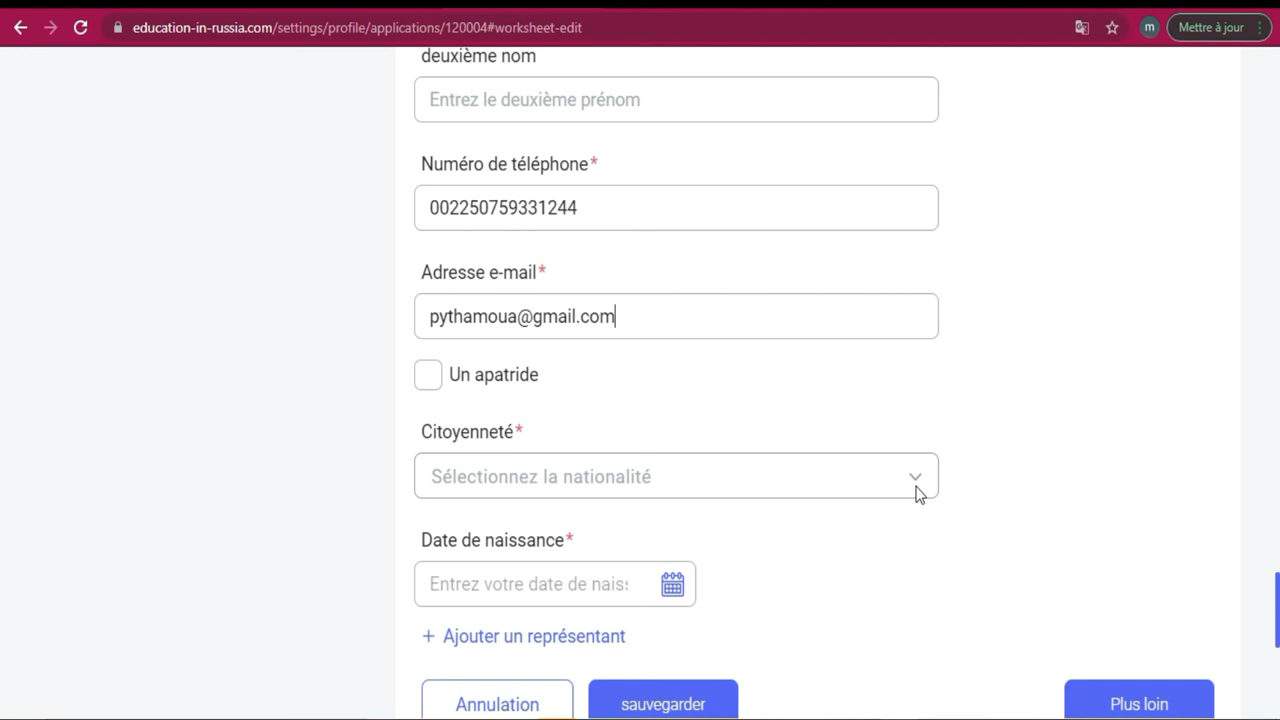 education-in-russia.com/settings/profile/applications/120004#worksheet-edit
m
Mettre à jour
deuxième nom
Entrez le deuxième prénom
Numéro de téléphone*
002250759331244
Adresse e-mail*
pythamoua@gmail.com
Un apatride
Citoyenneté*
Sélectionnez la nationalité
Date de naissance*
Entrez votre date de nais
+ Ajouter un représentant
Annulation
sauvegarder
Plus loin